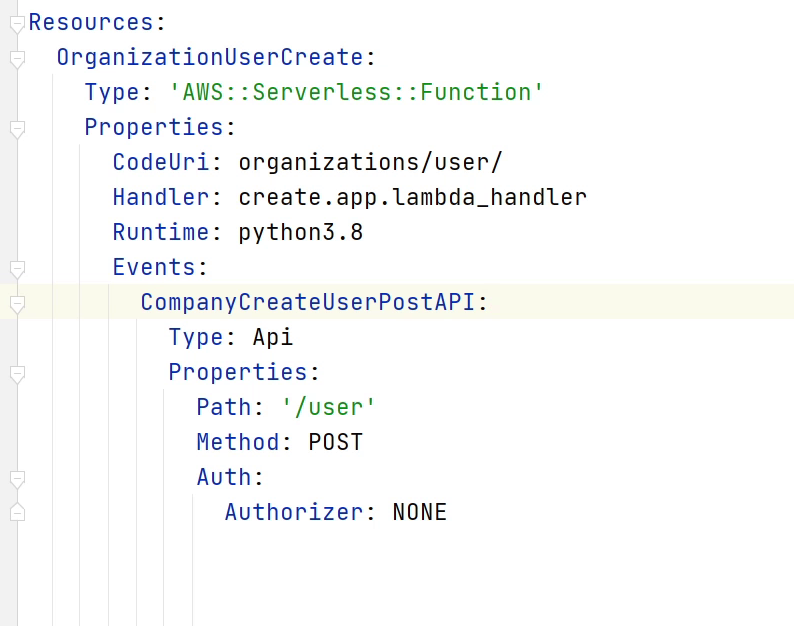 Resources:
  OrganizationUserCreate:
    Type: 'AWS::Serverless::Function'
    Properties:
      CodeUri: organizations/user/
      Handler: create.app.lambda_handler
      Runtime: python3.8
      Events:
        CompanyCreateUserPostAPI:
          Type: Api
          Properties:
            Path: '/user'
            Method: POST
            Auth:
              Authorizer: NONE